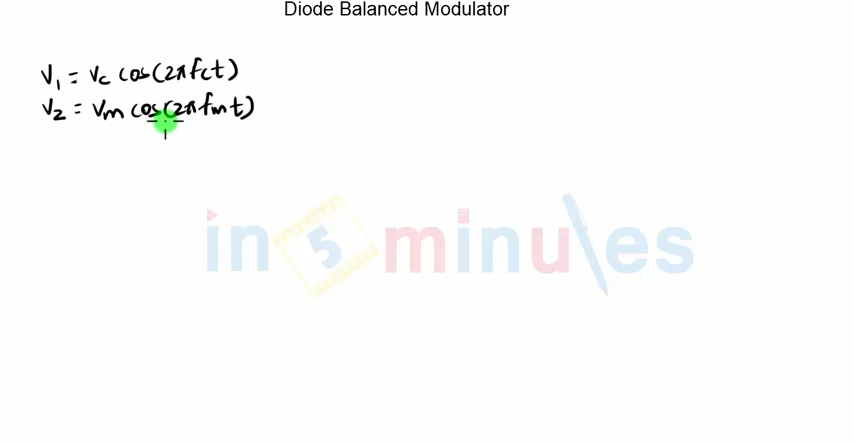 Diode Balanced Modulator
V₁ = Vc cos(2πfct)
V₂ = Vm cos(2πfmt)
in 5 minutes